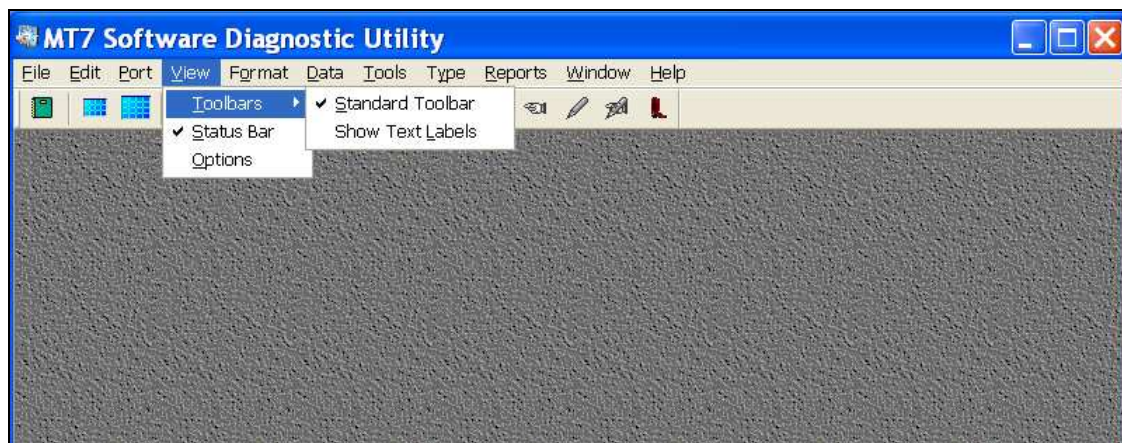 MT7 Software Diagnostic Utility
File Edit Port View Format Data Tools Type Reports Window Help
Toolbars
Status Bar
Options
Standard Toolbar
Show Text Labels